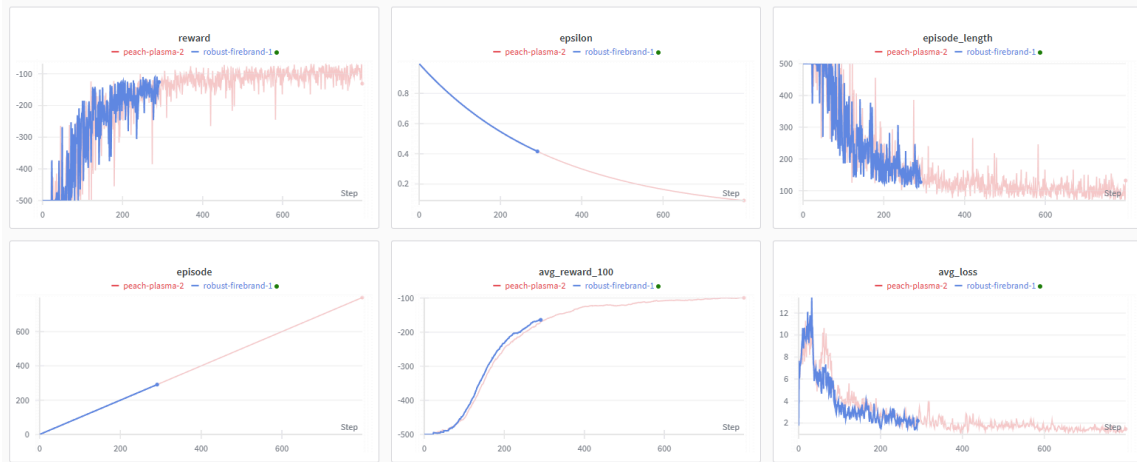 reward
peach-plasma-2 robust-firebrand-1
-100
-200
-300
-400
-500
Step
0 200 400 600
epsilon
peach-plasma-2 robust-firebrand-1
0.8
0.6
0.4
0.2
Step
0 200 400 600
episode_length
peach-plasma-2 robust-firebrand-1
500
400
300
200
100
Step
0 200 400 600
episode
peach-plasma-2 robust-firebrand-1
600
400
200
0
Step
0 200 400 600
avg_reward_100
peach-plasma-2 robust-firebrand-1
-100
-200
-300
-400
-500
Step
0 200 400 600
avg_loss
peach-plasma-2 robust-firebrand-1
12
10
8
6
4
2
Step
0 200 400 600